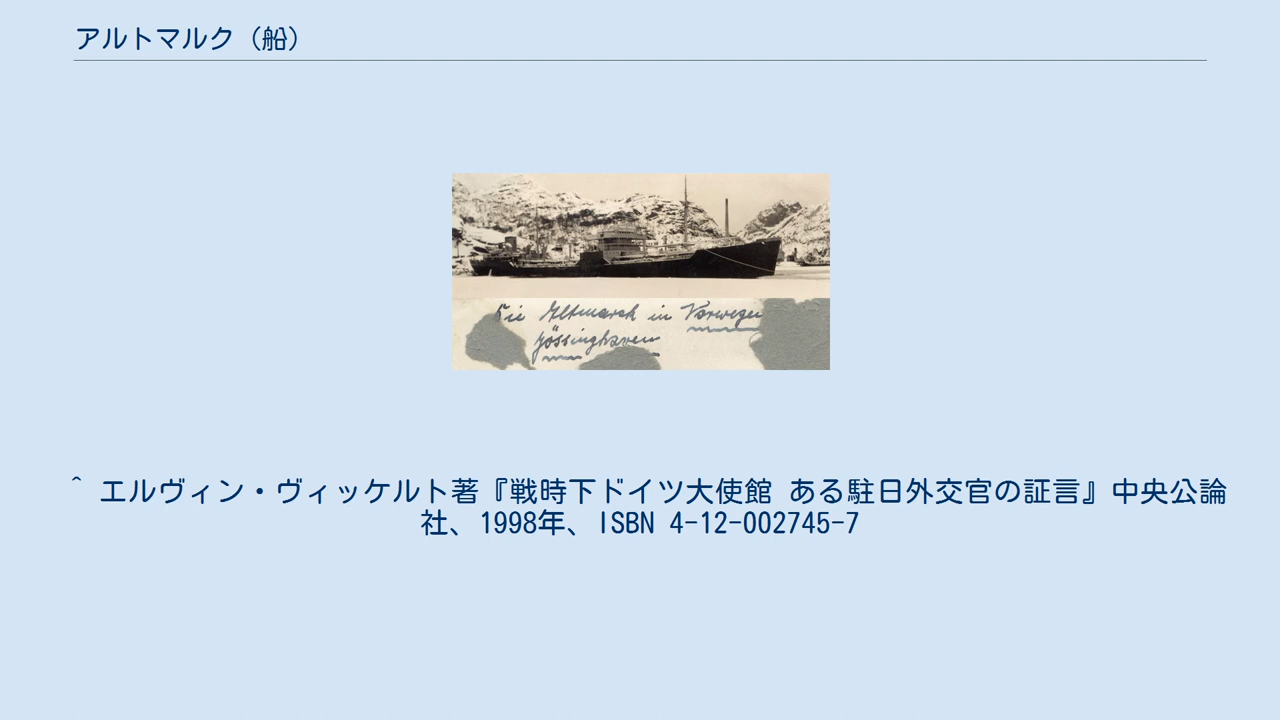 アルトマルク（船）
Die Altmarck in Norwegen
Jössinghaven
^ エルヴィン・ヴィッケルト著『戦時下ドイツ大使館 ある駐日外交官の証言』中央公論
社、1998年、ISBN 4-12-002745-7